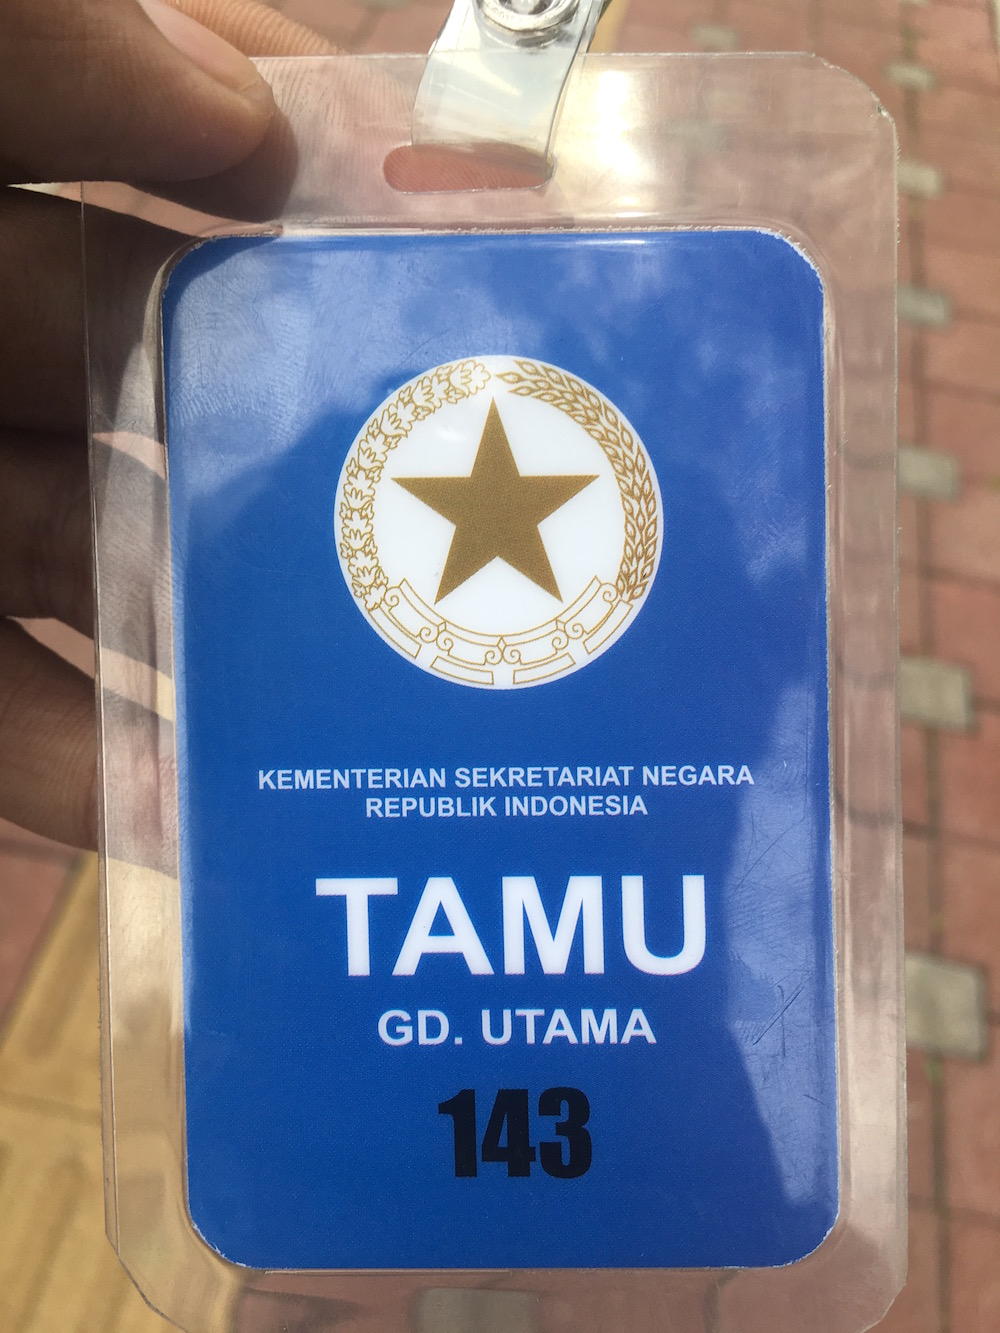 KEMENTERIAN SEKRETARIAT NEGARA
REPUBLIK INDONESIA
TAMU
GD. UTAMA
143